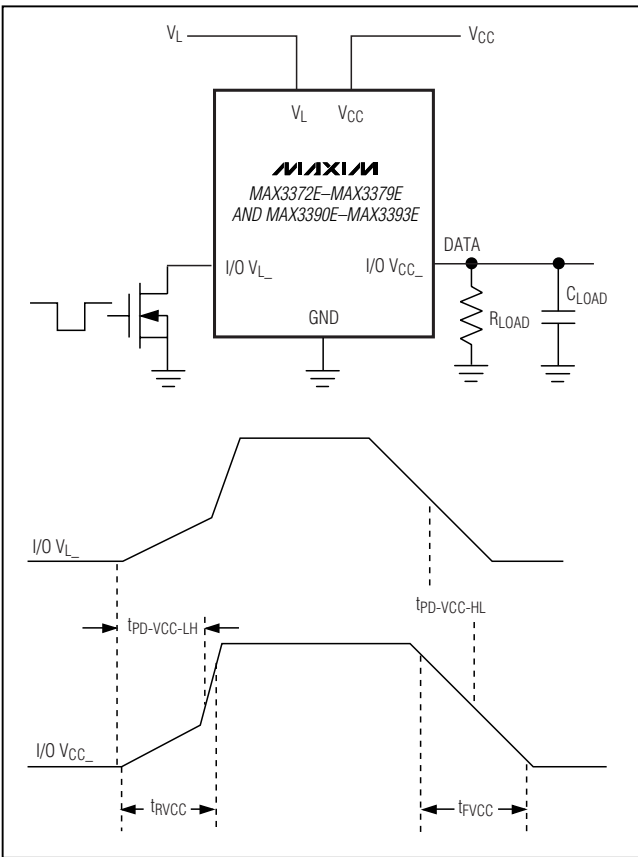 VL VCC
VL VCC
MAXIM
MAX3372E–MAX3379E
AND MAX3390E–MAX3393E
DATA
I/O VL_ I/O VCC_
CLOAD
RLOAD
GND
I/O VL_
tPD-VCC-HL
tPD-VCC-LH
I/O VCC_
tRVCC tFVCC